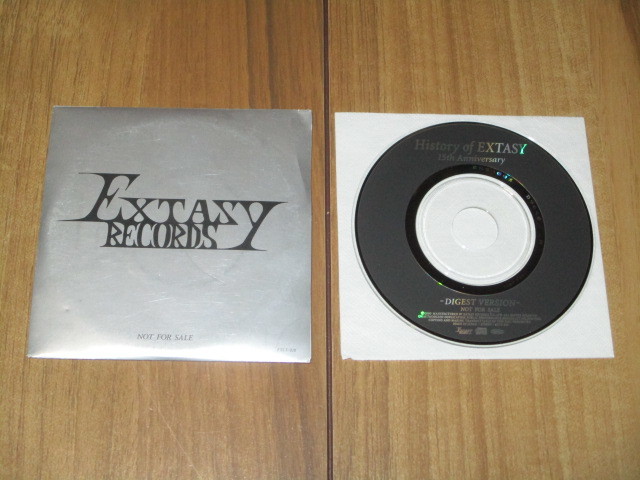 EXTASY
RECORDS
NOT FOR SALE
History of EXTASY
15th Anniversary
~DIGEST VERSION~
NOT FOR SALE